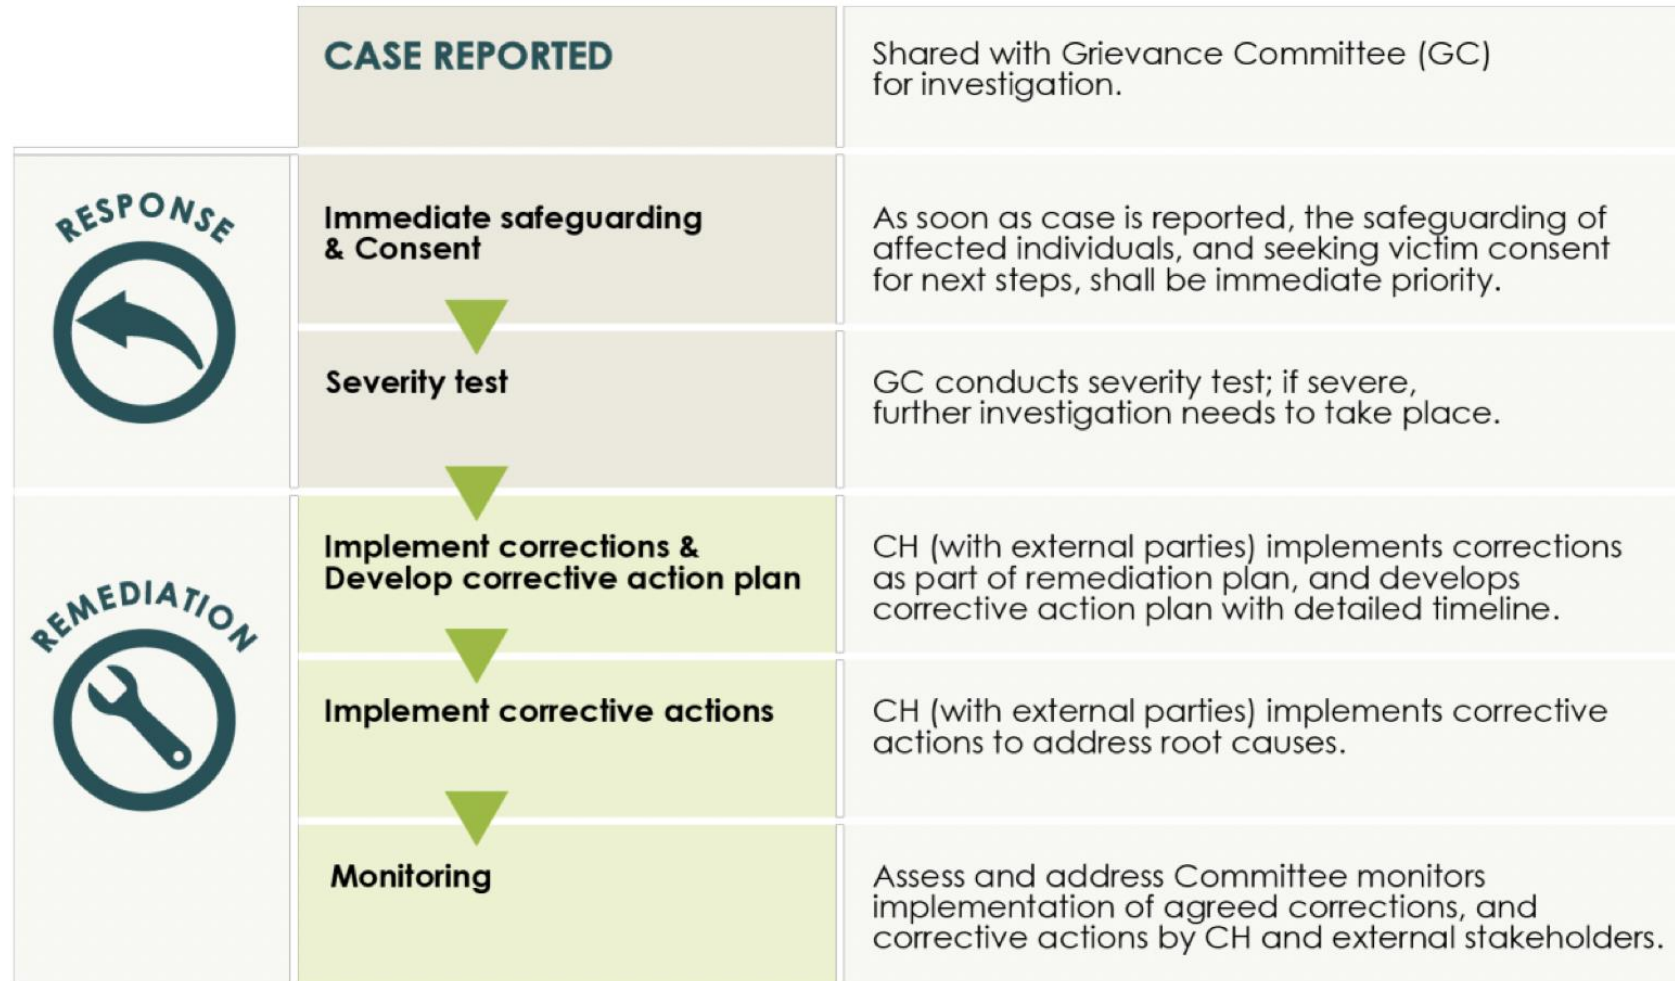 CASE REPORTED
Shared with Grievance Committee (GC)
for investigation.
RESPONSE
Immediate safeguarding
& Consent
As soon as case is reported, the safeguarding of
affected individuals, and seeking victim consent
for next steps, shall be immediate priority.
Severity test
GC conducts severity test; if severe,
further investigation needs to take place.
REMEDIATION
Implement corrections &
Develop corrective action plan
CH (with external parties) implements corrections
as part of remediation plan, and develops
corrective action plan with detailed timeline.
Implement corrective actions
CH (with external parties) implements corrective
actions to address root causes.
Monitoring
Assess and address Committee monitors
implementation of agreed corrections, and
corrective actions by CH and external stakeholders.